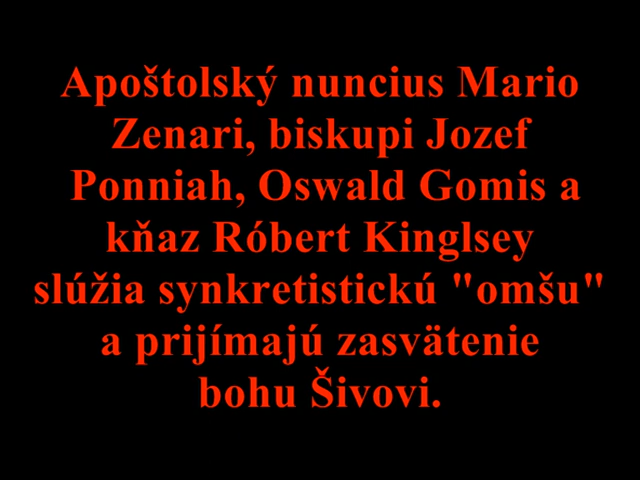 Apoštolský nuncius Mario
Zenari, biskupi Jozef
Ponniah, Oswald Gomis a
kňaz Róbert Kinglsey
slúžia synkretistickú "omšu"
a prijímajú zasvätenie
bohu Šivovi.